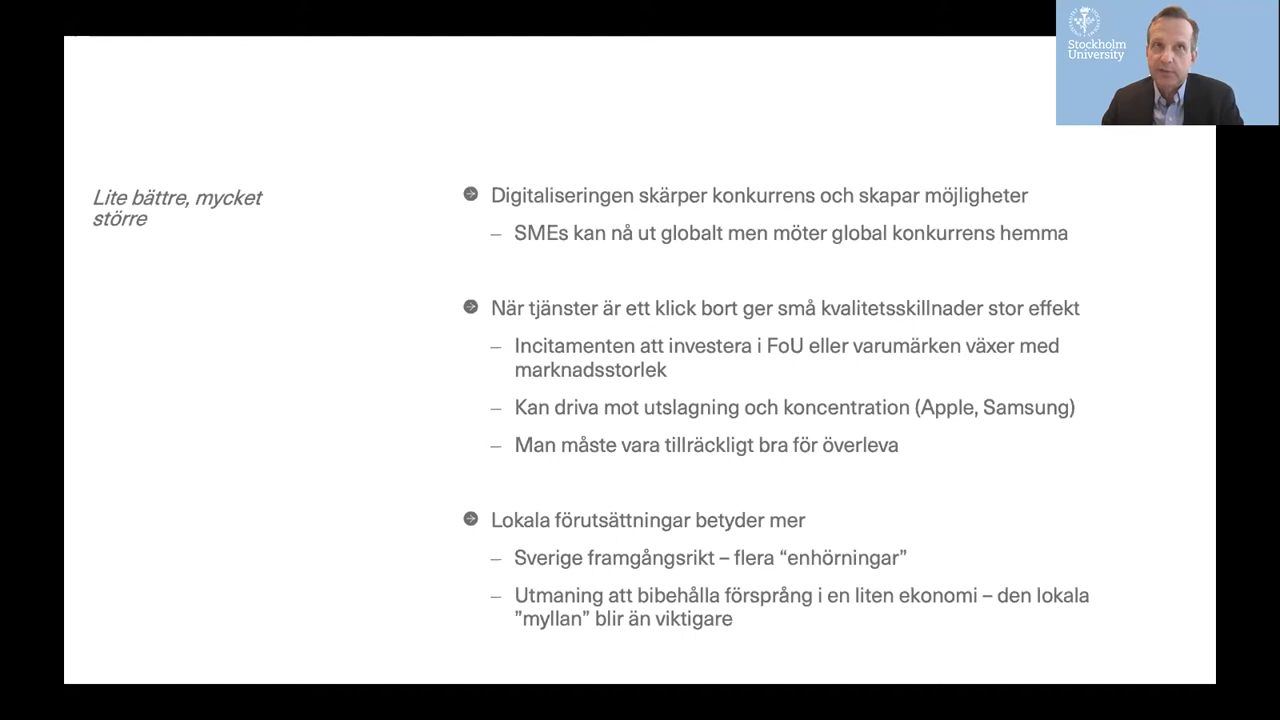 Stockholm
University
Lite bättre, mycket
större
Digitaliseringen skärper konkurrens och skapar möjligheter
– SMEs kan nå ut globalt men möter global konkurrens hemma
När tjänster är ett klick bort ger små kvalitetsskillnader stor effekt
– Incitamenten att investera i FoU eller varumärken växer med
marknadsstorlek
– Kan driva mot utslagning och koncentration (Apple, Samsung)
– Man måste vara tillräckligt bra för överleva
Lokala förutsättningar betyder mer
– Sverige framgångsrikt – flera “enhörningar”
– Utmaning att bibehålla försprång i en liten ekonomi – den lokala
”myllan” blir än viktigare